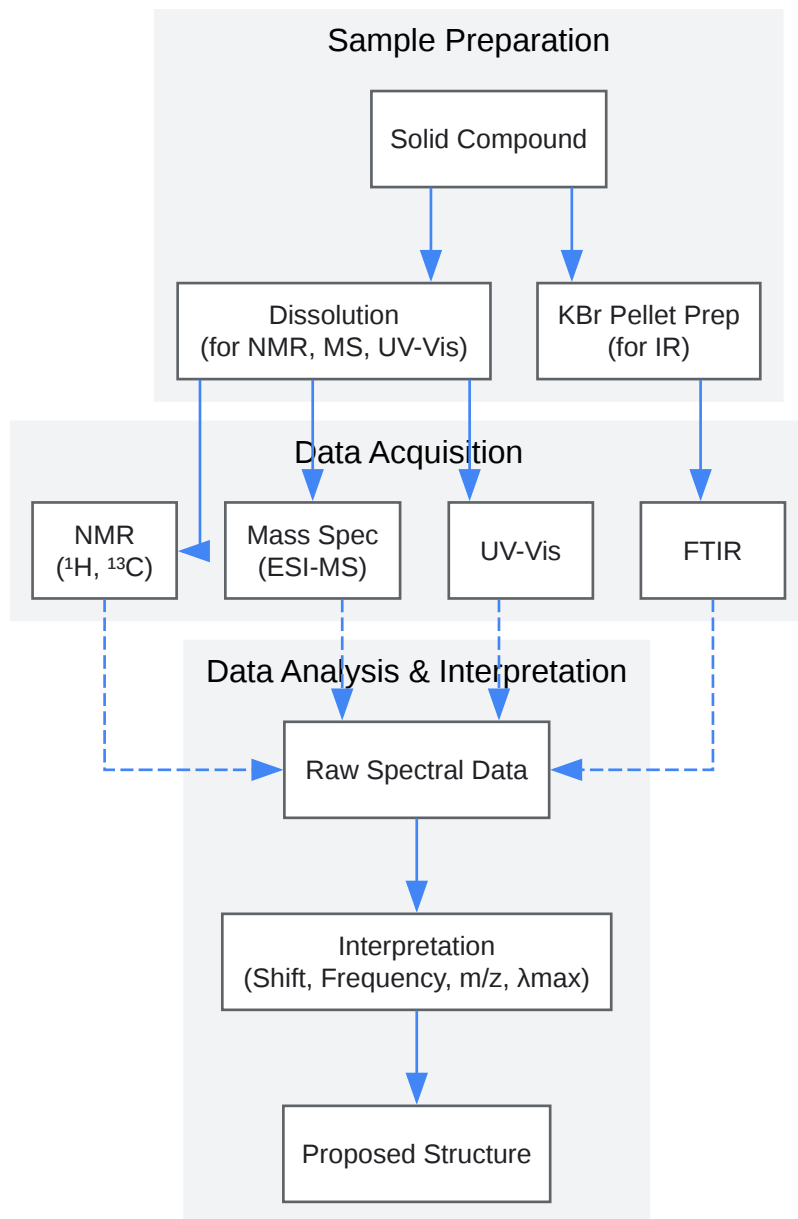 Sample Preparation
Solid Compound
Dissolution
(for NMR, MS, UV-Vis)
KBr Pellet Prep
(for IR)
Data Acquisition
NMR
(¹H, ¹³C)
Mass Spec
(ESI-MS)
UV-Vis
FTIR
Data Analysis & Interpretation
Raw Spectral Data
Interpretation
(Shift, Frequency, m/z, λmax)
Proposed Structure